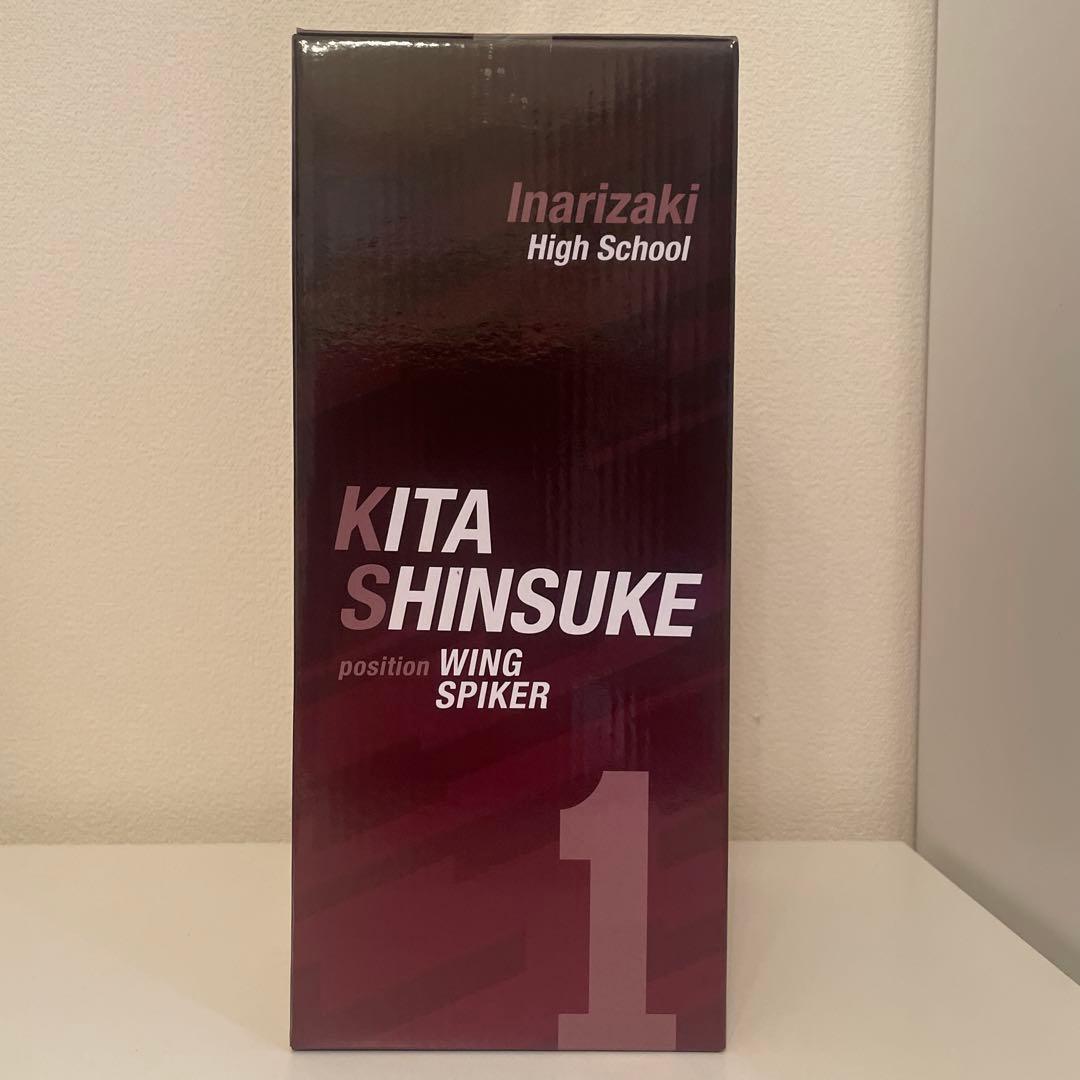 Inarizaki
High School
KITA
SHINSUKE
position WING
SPIKER
1